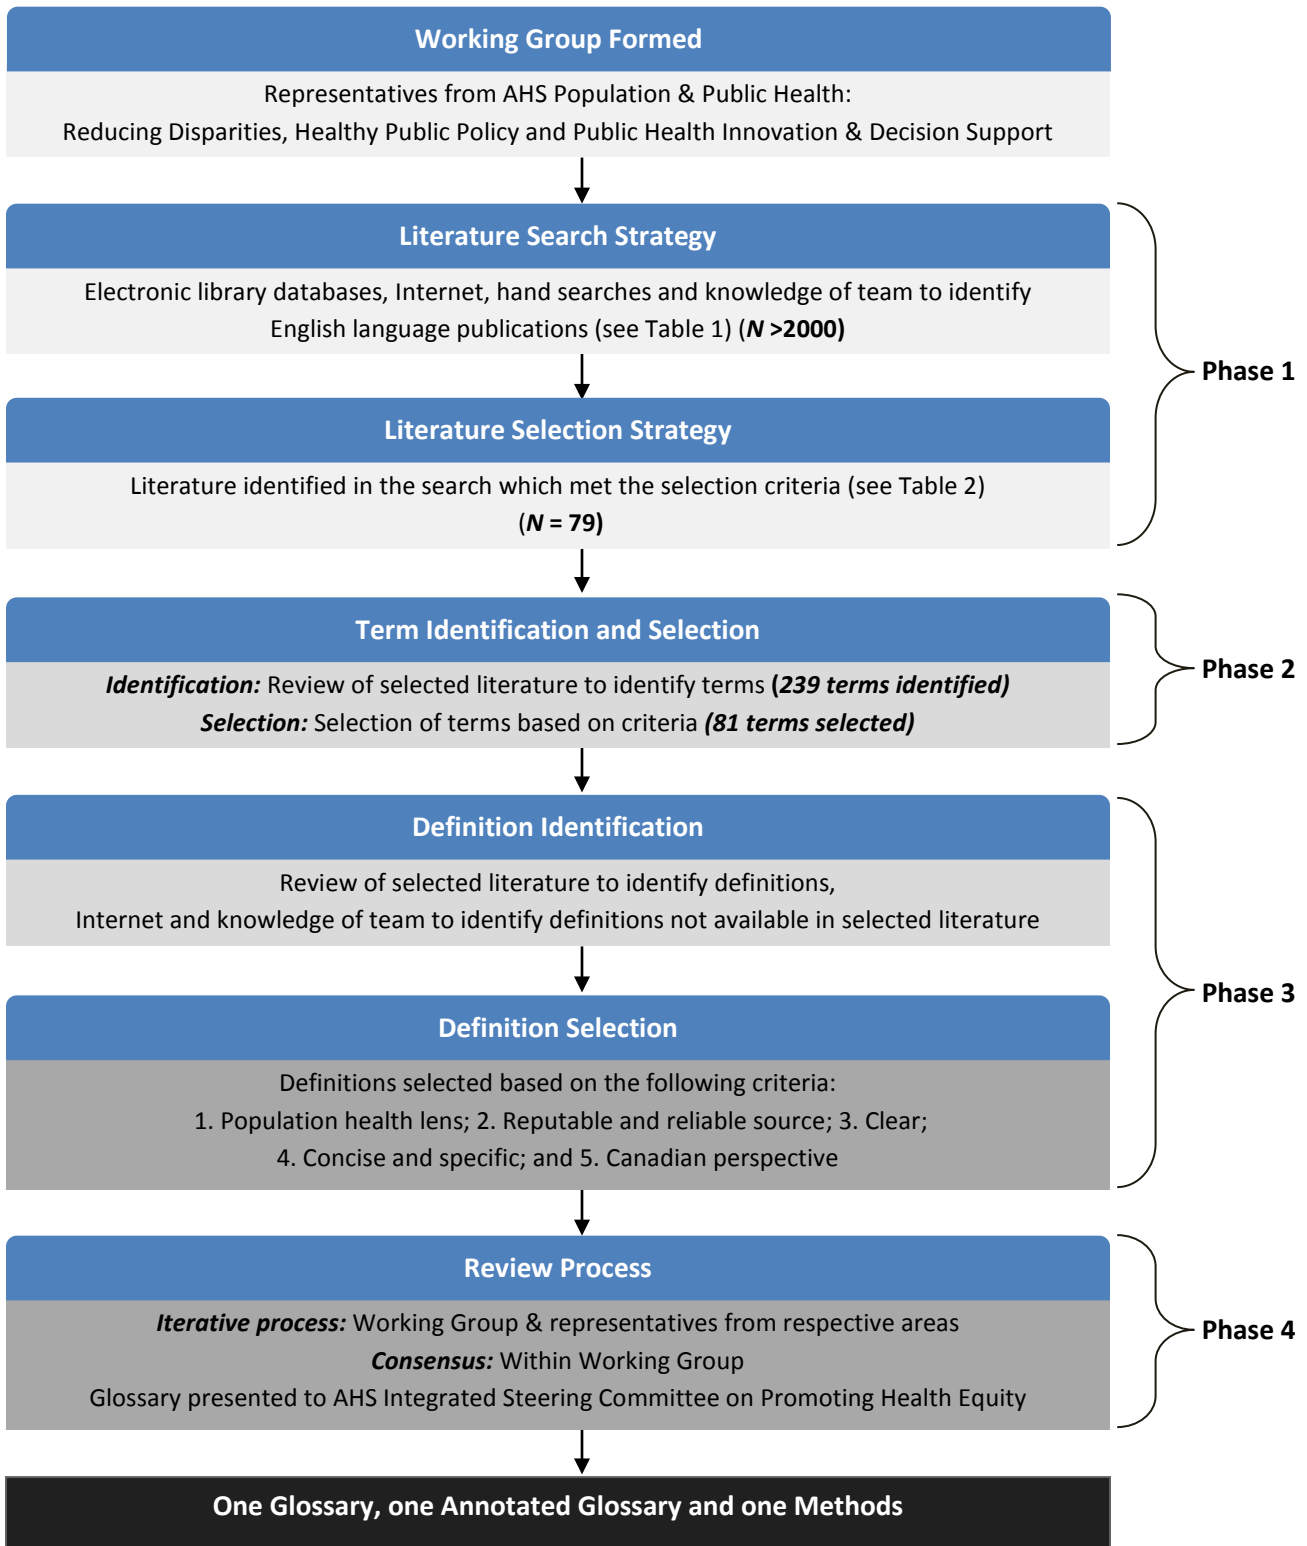 Working Group Formed
Representatives from AHS Population & Public Health:
Reducing Disparities, Healthy Public Policy and Public Health Innovation & Decision Support
Literature Search Strategy
Electronic library databases, Internet, hand searches and knowledge of team to identify
English language publications (see Table 1) (N >2000)
Phase 1
Literature Selection Strategy
Literature identified in the search which met the selection criteria (see Table 2)
(N = 79)
Term Identification and Selection
Identification: Review of selected literature to identify terms (239 terms identified)
Selection: Selection of terms based on criteria (81 terms selected)
Phase 2
Definition Identification
Review of selected literature to identify definitions,
Internet and knowledge of team to identify definitions not available in selected literature
Phase 3
Definition Selection
Definitions selected based on the following criteria:
1. Population health lens; 2. Reputable and reliable source; 3. Clear;
4. Concise and specific; and 5. Canadian perspective
Review Process
Iterative process: Working Group & representatives from respective areas
Consensus: Within Working Group
Glossary presented to AHS Integrated Steering Committee on Promoting Health Equity
Phase 4
One Glossary, one Annotated Glossary and one Methods